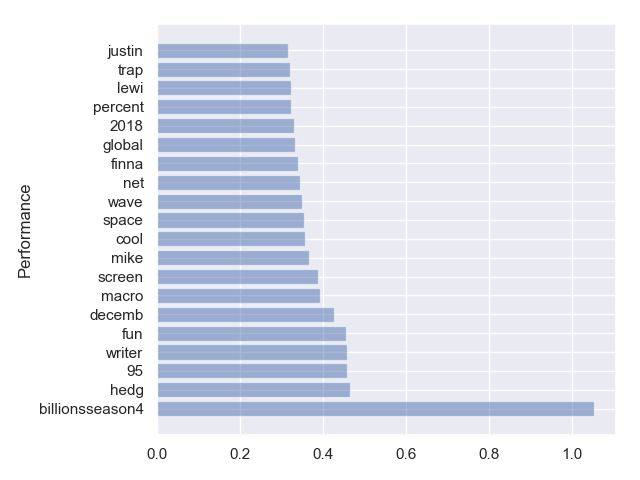 justin
trap
lewi
percent
2018
global
finna
net
wave
space
cool
mike
screen
macro
decemb
fun
writer
95
hedg
billionsseason4
Performance
0.0 0.2 0.4 0.6 0.8 1.0